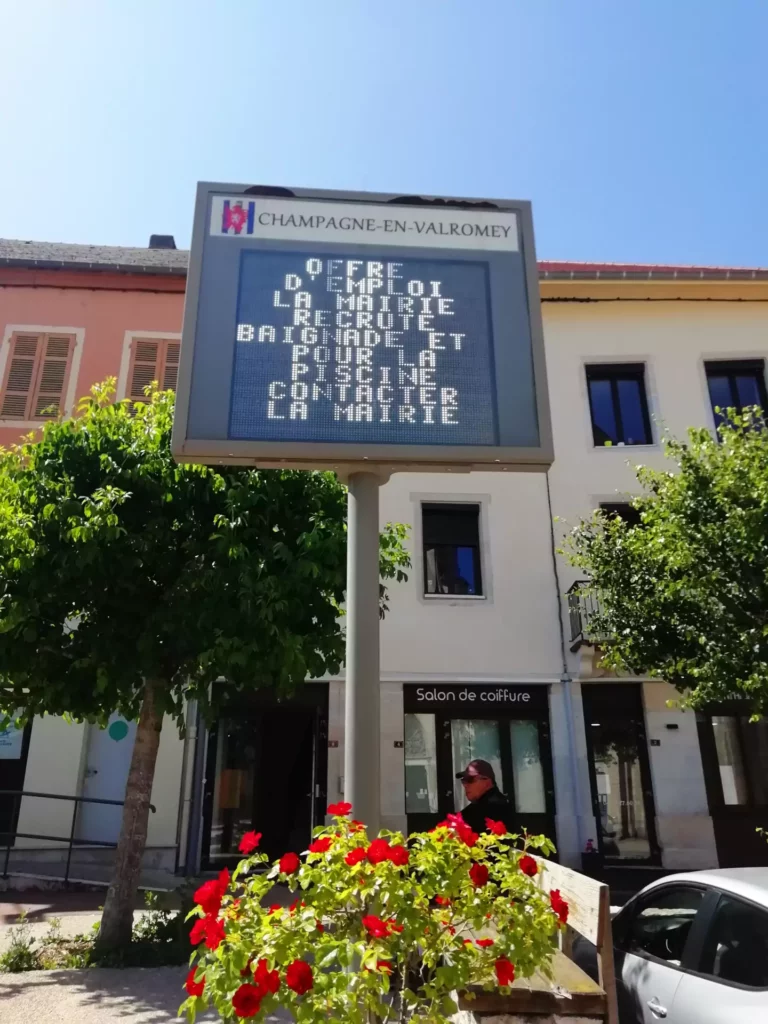 CHAMPAGNE-EN-VALROMEY
OFFRE
D'EMPLOI
LA MAIRIE
RECRUTE
BAIGNADE ET
POUR LA
PISCINE
CONTACTER
LA MAIRIE
Salon de coiffure